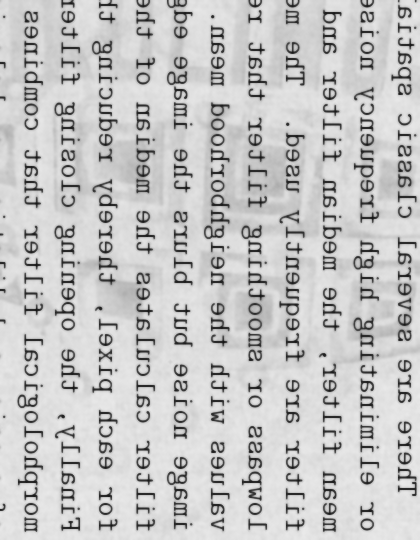 There are several classic spatial
or eliminating high frequency noise
mean filter, the median filter and
filter are frequently used. The me
lowpass or smoothing filter that re
values with the neighborhood mean.
image noise but blurs the image edg
filter calculates the median of the
for each pixel, thereby reducing th
Finally, the opening closing filter
morphological filter that combines